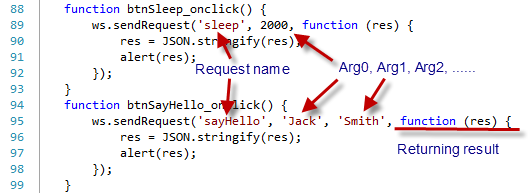 88 function btnSleep_onclick() {
89 ws.sendRequest('sleep', 2000, function (res) {
90 res = JSON.stringify(res);
91 alert(res);
92 });
Request name
Arg0, Arg1, Arg2, ......
93 }
94 function btnSayHello_onclick() {
95 ws.sendRequest('sayHello', 'Jack', 'Smith', function (res) {
96 res = JSON.stringify(res);
97 alert(res);
Returning result
98 });
99 }